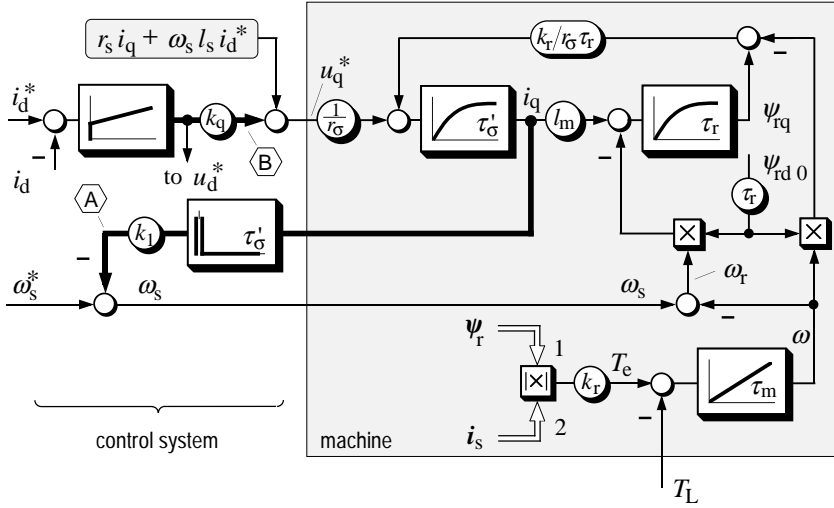 r_s i_q + ω_s l_s i_d*
k_r/r_σ τ_r
i_d*
u_q*
k_q
1/r_σ
τ_σ'
i_q
l_m
τ_r
ψ_rq
i_d
to u_d*
B
ψ_rd 0
τ_r
A
k_1
τ_σ'
×
×
ω_r
ω_s*
ω_s
ω_s
ω
ψ_r
1
|×|
k_r
T_e
τ_m
2
i_s
control system
machine
T_L